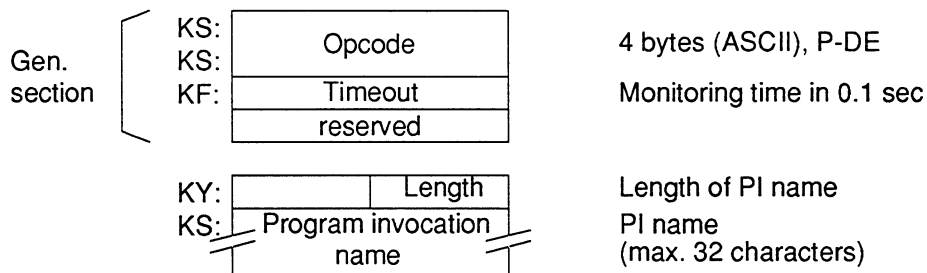 KS: Opcode 4 bytes (ASCII), P-DE
KS:
Gen. section
KF: Timeout Monitoring time in 0.1 sec
reserved
KY: Length Length of PI name
KS: Program invocation name PI name
(max. 32 characters)